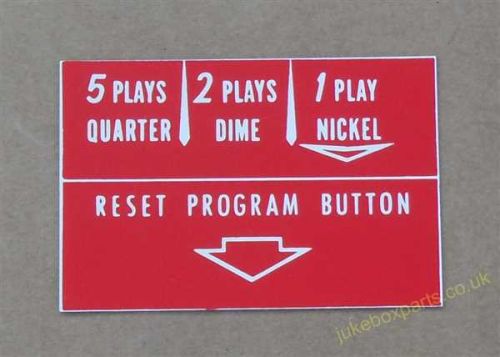 5 PLAYS 2 PLAYS 1 PLAY
QUARTER DIME NICKEL
RESET PROGRAM BUTTON
jukeboxparts.co.uk